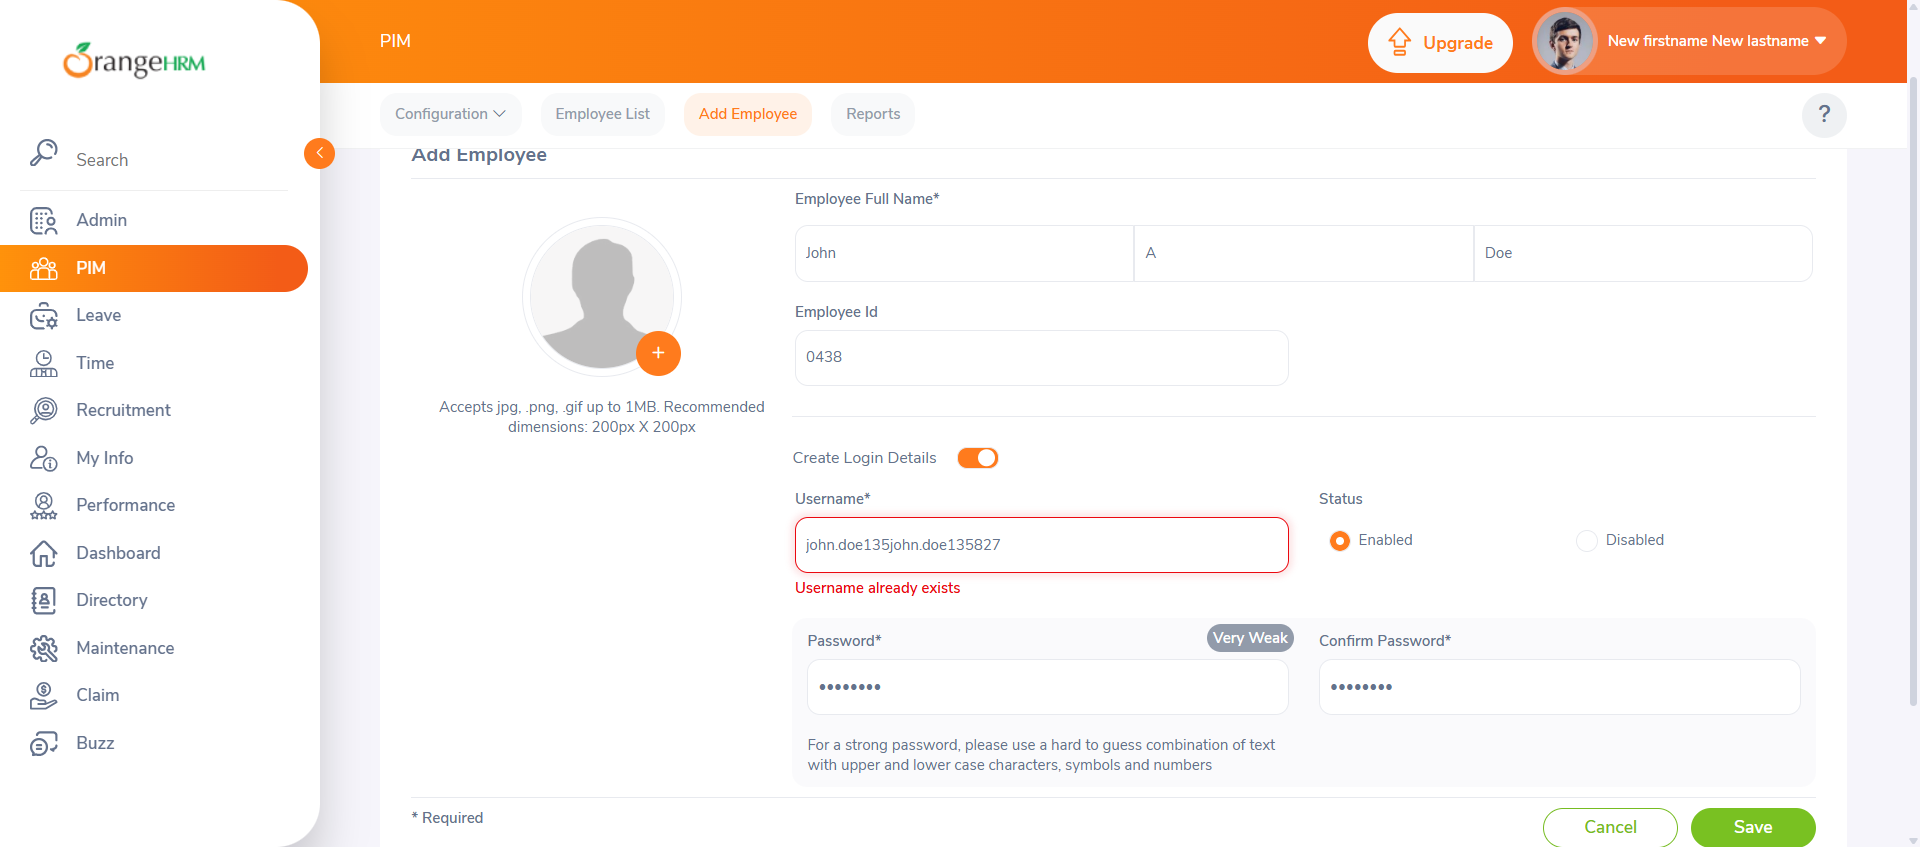 OrangeHRM
PIM
Upgrade
New firstname New lastname
Configuration
Employee List
Add Employee
Reports
?
Search
Admin
PIM
Leave
Time
Recruitment
My Info
Performance
Dashboard
Directory
Maintenance
Claim
Buzz
Add Employee
Accepts jpg, .png, .gif up to 1MB. Recommended
dimensions: 200px X 200px
Employee Full Name*
John
A
Doe
Employee Id
0438
Create Login Details
Username*
john.doe135john.doe135827
Username already exists
Status
Enabled
Disabled
Password*
Very Weak
••••••••
Confirm Password*
••••••••
For a strong password, please use a hard to guess combination of text
with upper and lower case characters, symbols and numbers
* Required
Cancel
Save